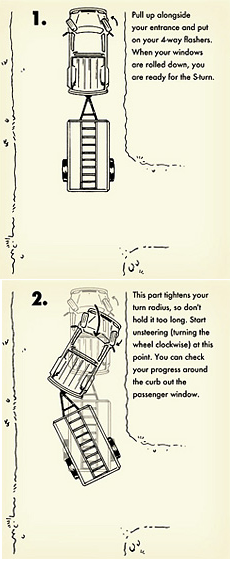 1.
Pull up alongside
your entrance and put
on your 4-way flashers.
When your windows
are rolled down, you
are ready for the S-turn.
2.
This part tightens your
turn radius, so don't
hold it too long. Start
unsteering (turning the
wheel clockwise) at this
point. You can check
your progress around
the curb out the
passenger window.